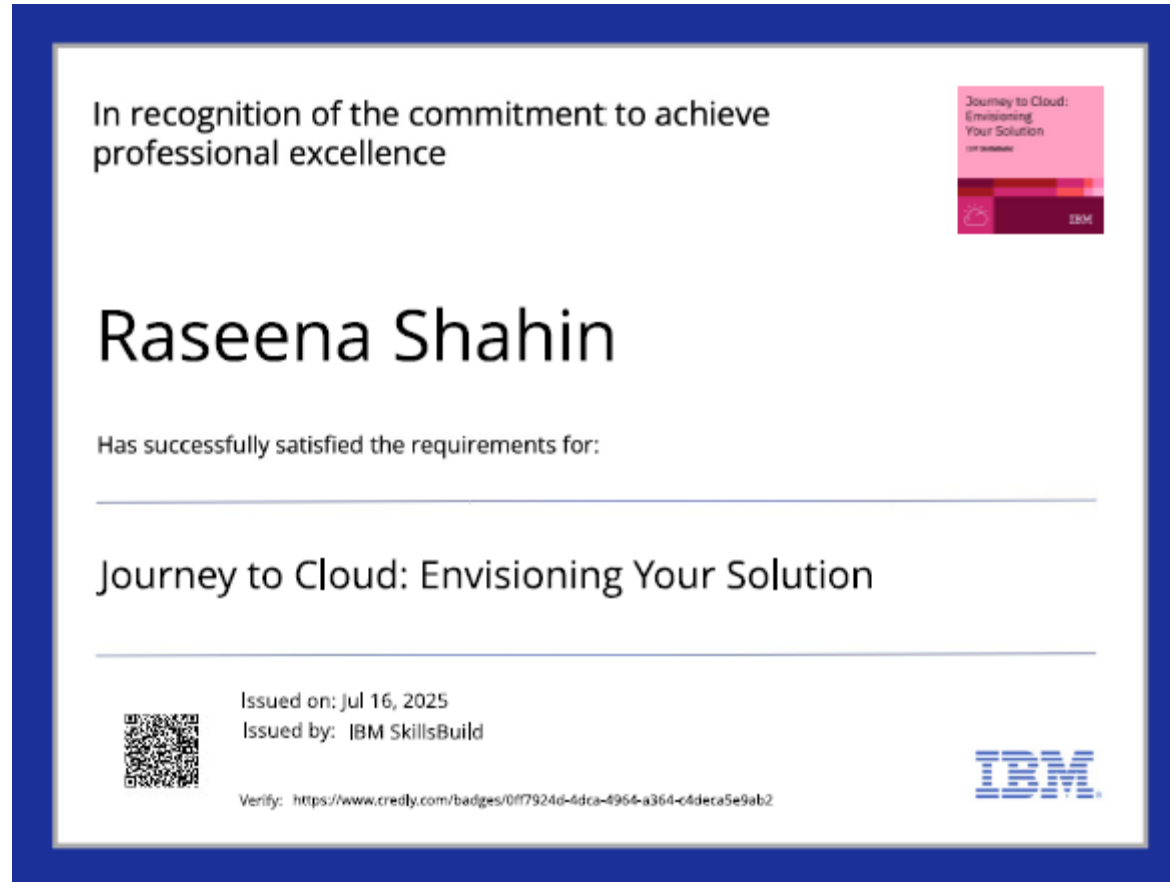 In recognition of the commitment to achieve
professional excellence
Journey to Cloud:
Envisioning
Your Solution
IBM
Raseena Shahin
Has successfully satisfied the requirements for:
Journey to Cloud: Envisioning Your Solution
Issued on: Jul 16, 2025
Issued by: IBM SkillsBuild
Verify: https://www.credly.com/badges/0ff7924d-4dca-4964-a364-c4deca5e9ab2
IBM.